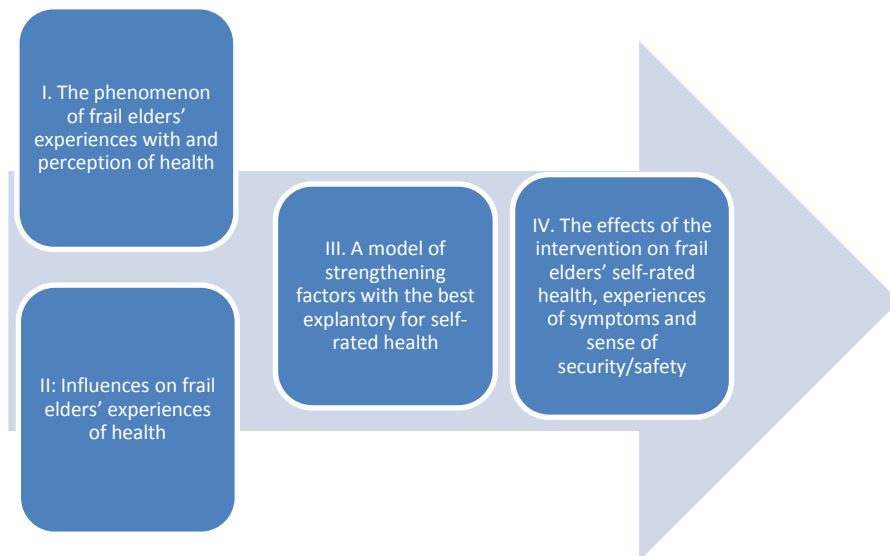 I. The phenomenon
of frail elders’
experiences with and
perception of health
II: Influences on frail
elders’ experiences
of health
III. A model of
strengthening
factors with the best
explantory for self-
rated health
IV. The effects of the
intervention on frail
elders’ self-rated
health, experiences
of symptoms and
sense of
security/safety